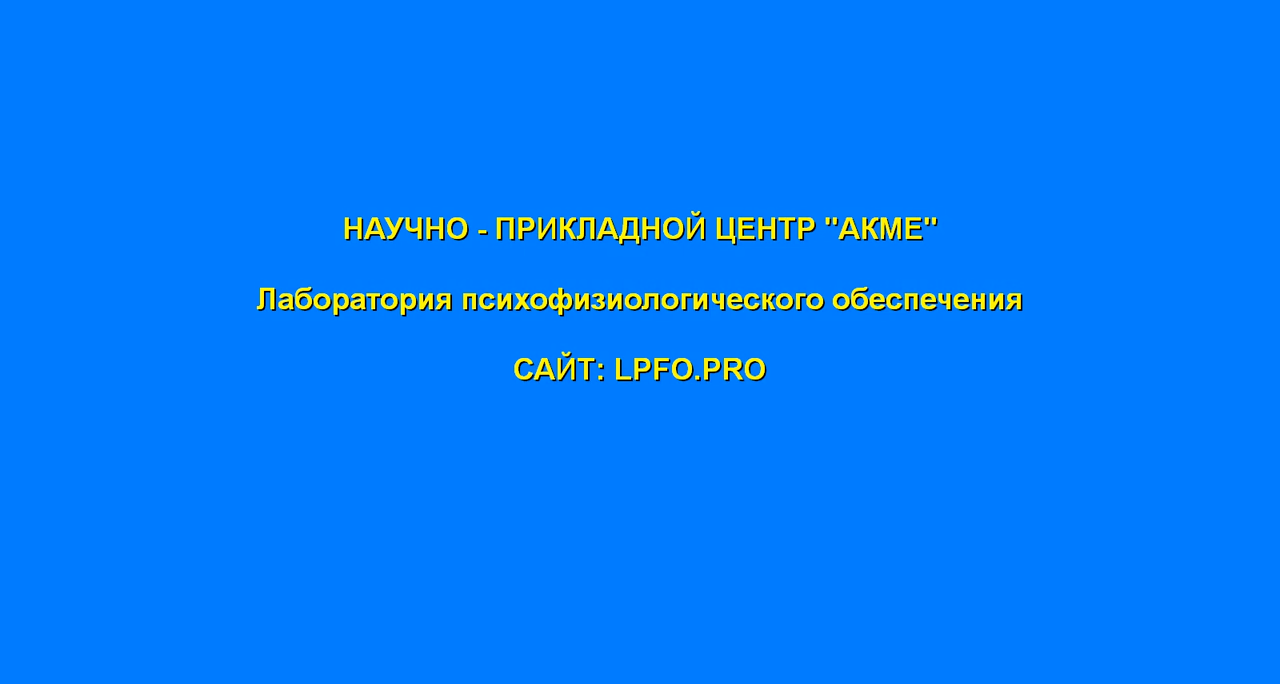 НАУЧНО - ПРИКЛАДНОЙ ЦЕНТР "АКМЕ"
Лаборатория психофизиологического обеспечения
САЙТ: LPFO.PRO